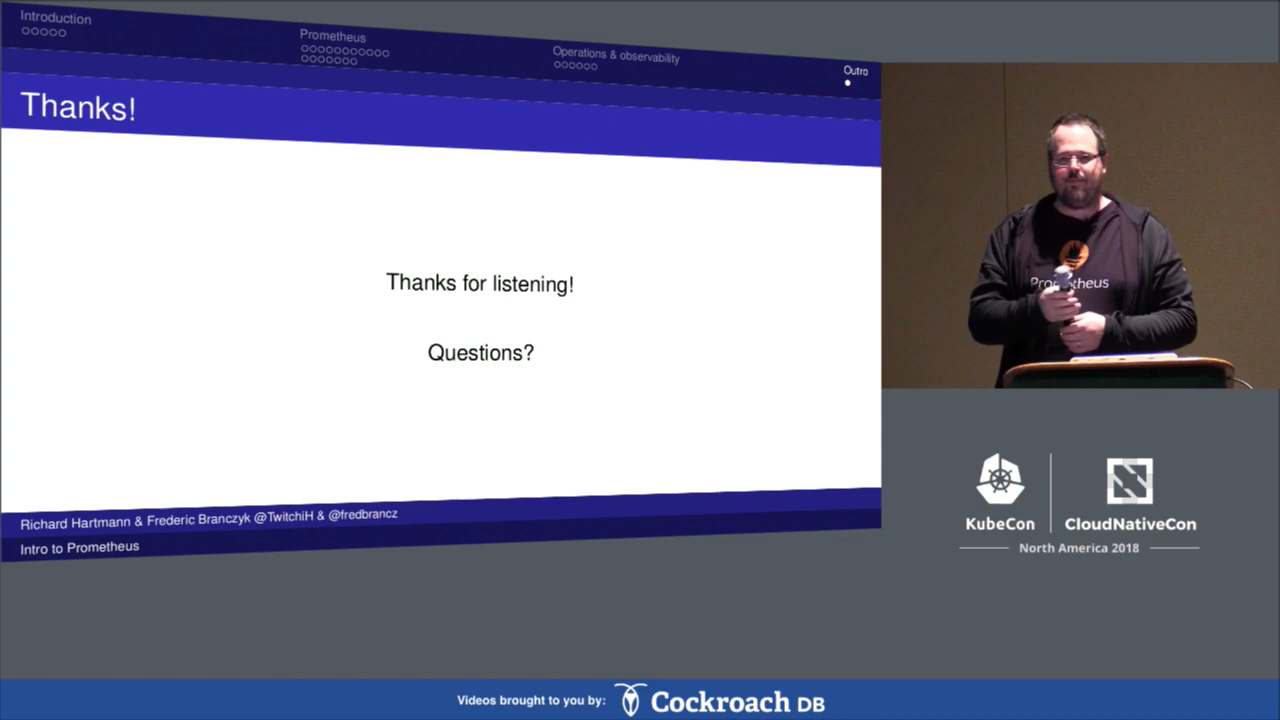 Introduction
Prometheus
Operations & observability
Outro
Thanks!
Thanks for listening!
Questions?
Richard Hartmann & Frederic Branczyk @TwitchiH & @fredbrancz
Intro to Prometheus
Prometheus
KubeCon
CloudNativeCon
North America 2018
Videos brought to you by:
Cockroach DB